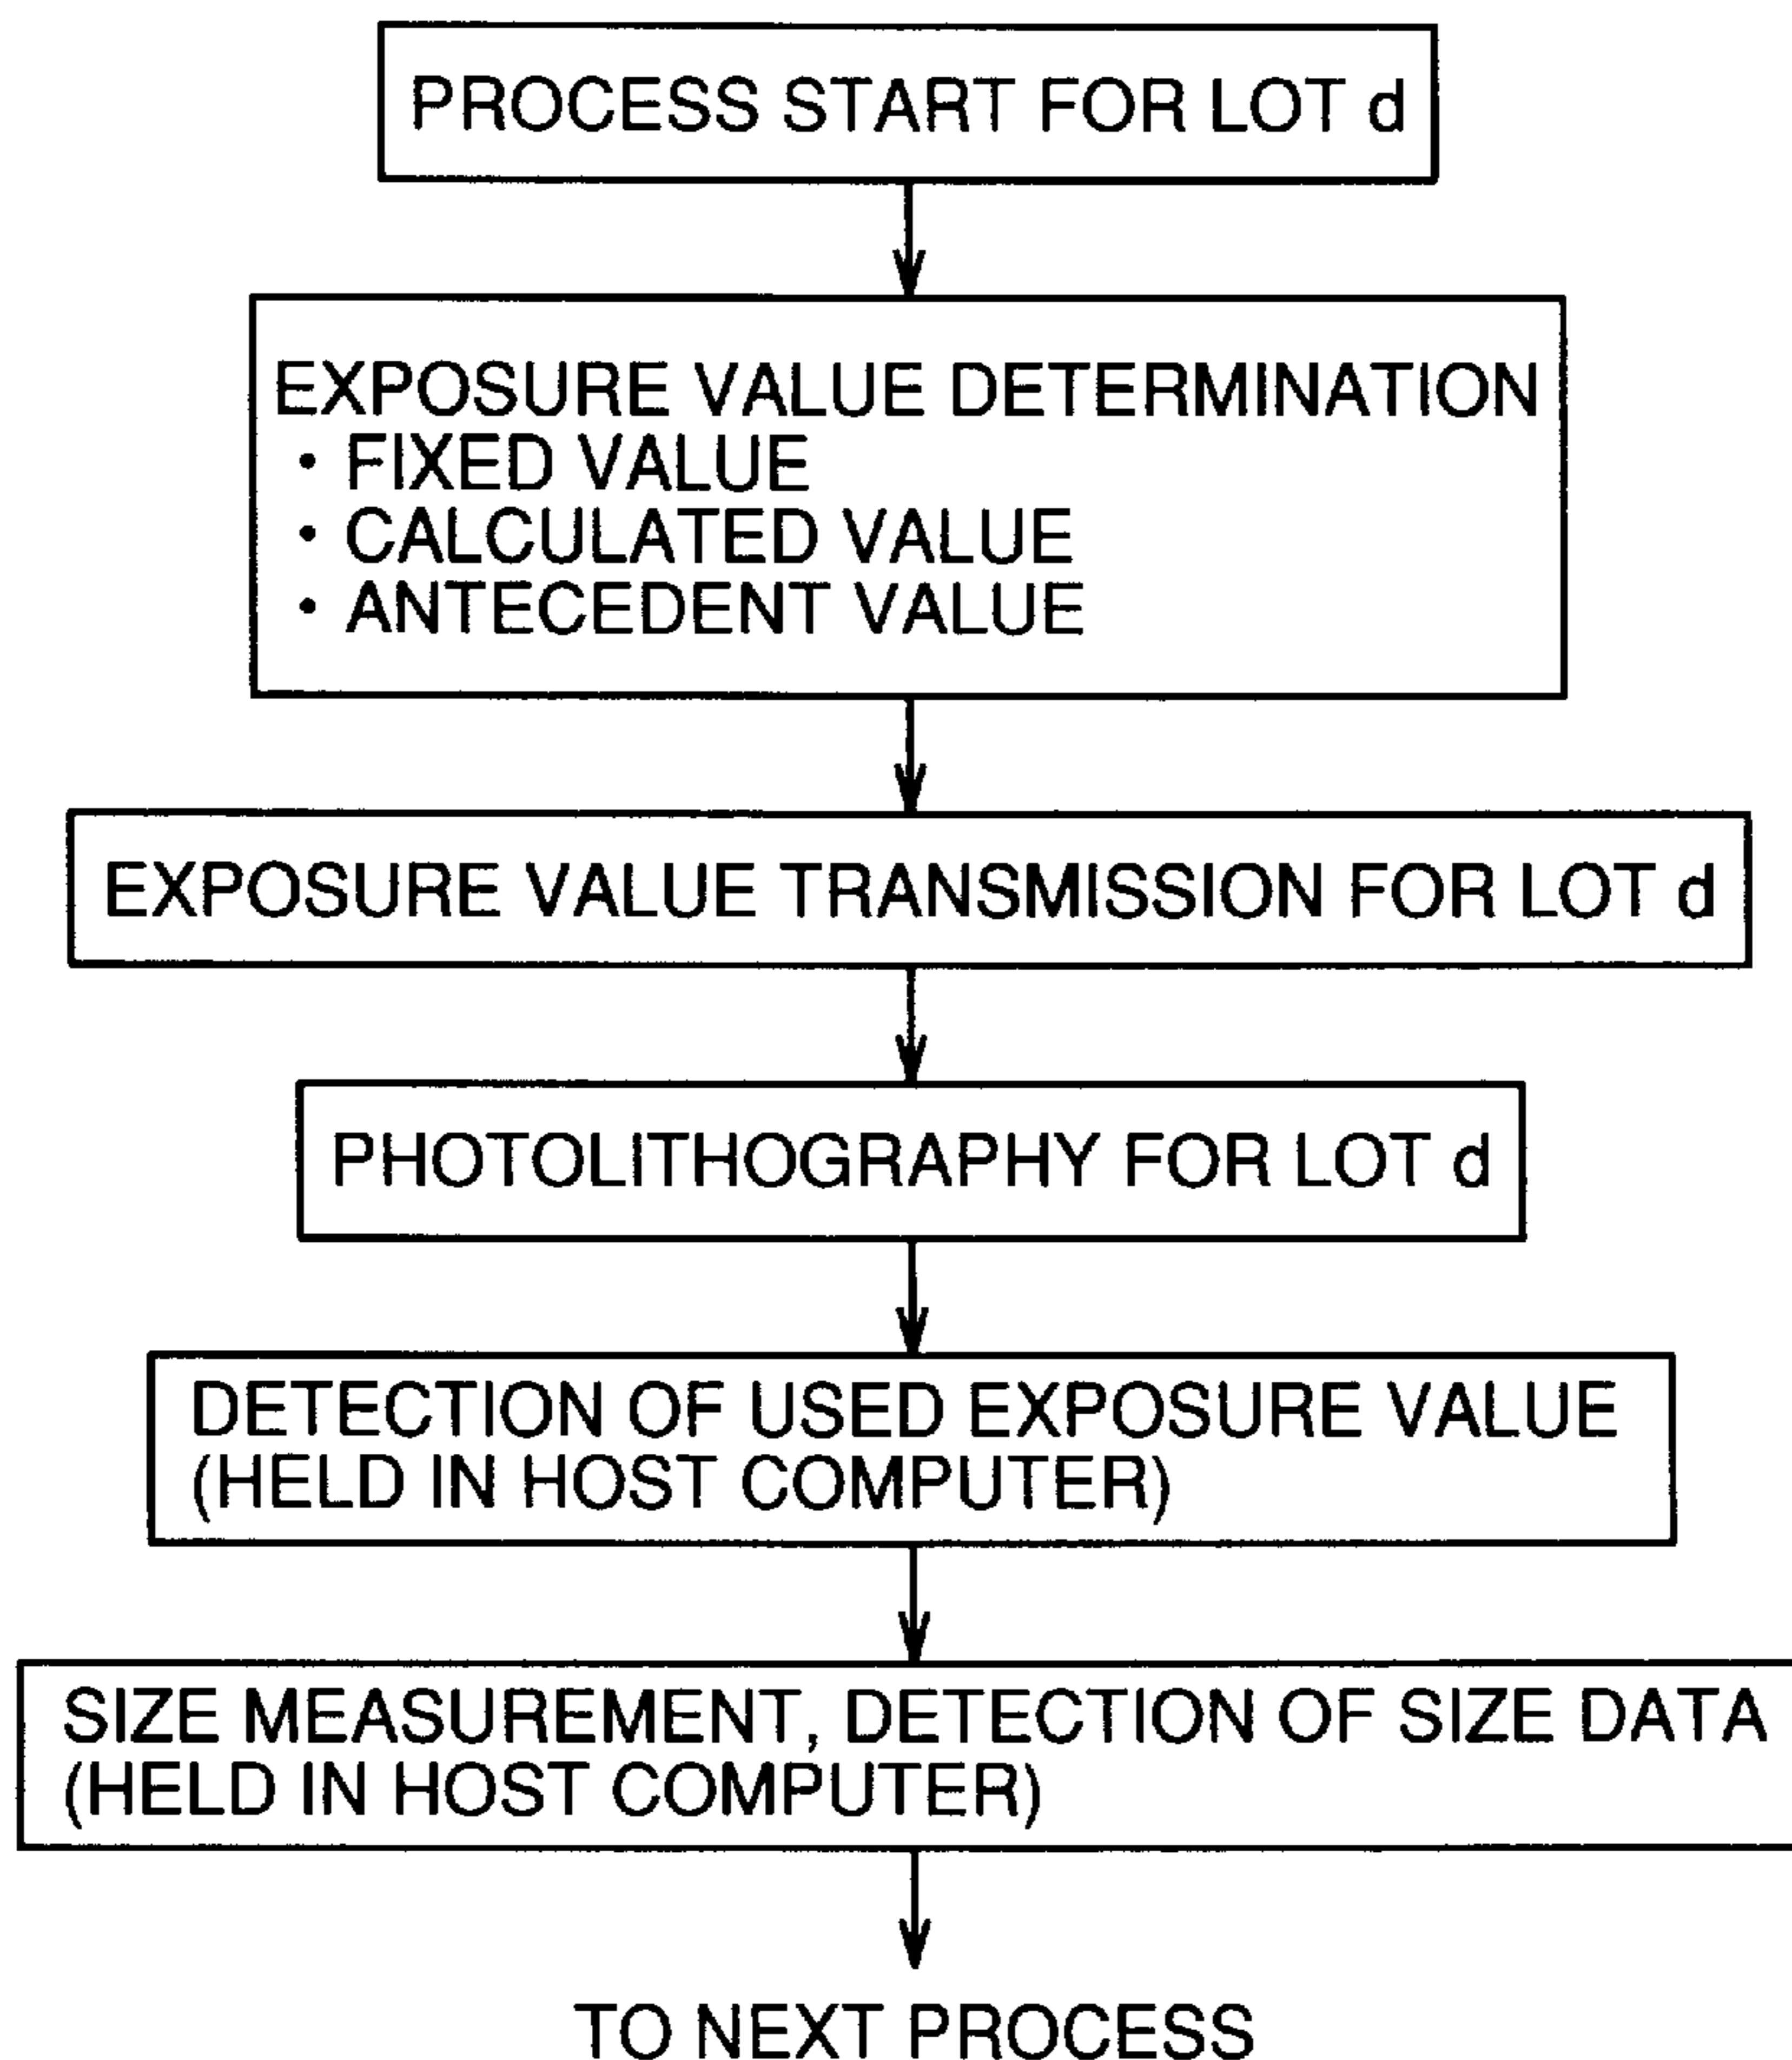 PROCESS START FOR LOT d
EXPOSURE VALUE DETERMINATION
• FIXED VALUE
• CALCULATED VALUE
• ANTECEDENT VALUE
EXPOSURE VALUE TRANSMISSION FOR LOT d
PHOTOLITHOGRAPHY FOR LOT d
DETECTION OF USED EXPOSURE VALUE
(HELD IN HOST COMPUTER)
SIZE MEASUREMENT, DETECTION OF SIZE DATA
(HELD IN HOST COMPUTER)
TO NEXT PROCESS